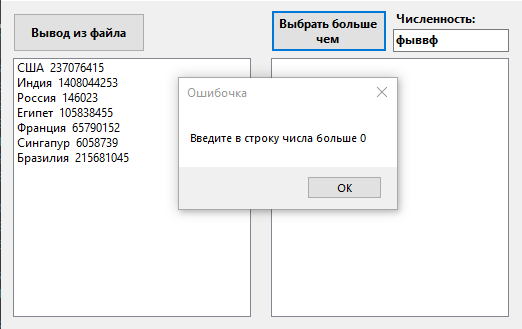 Вывод из файла
Выбрать больше
чем
Численность:
фыввф
США 237076415
Индия 1408044253
Россия 146023
Египет 105838455
Франция 65790152
Сингапур 6058739
Бразилия 215681045
Ошибочка
Введите в строку числа больше 0
ОК